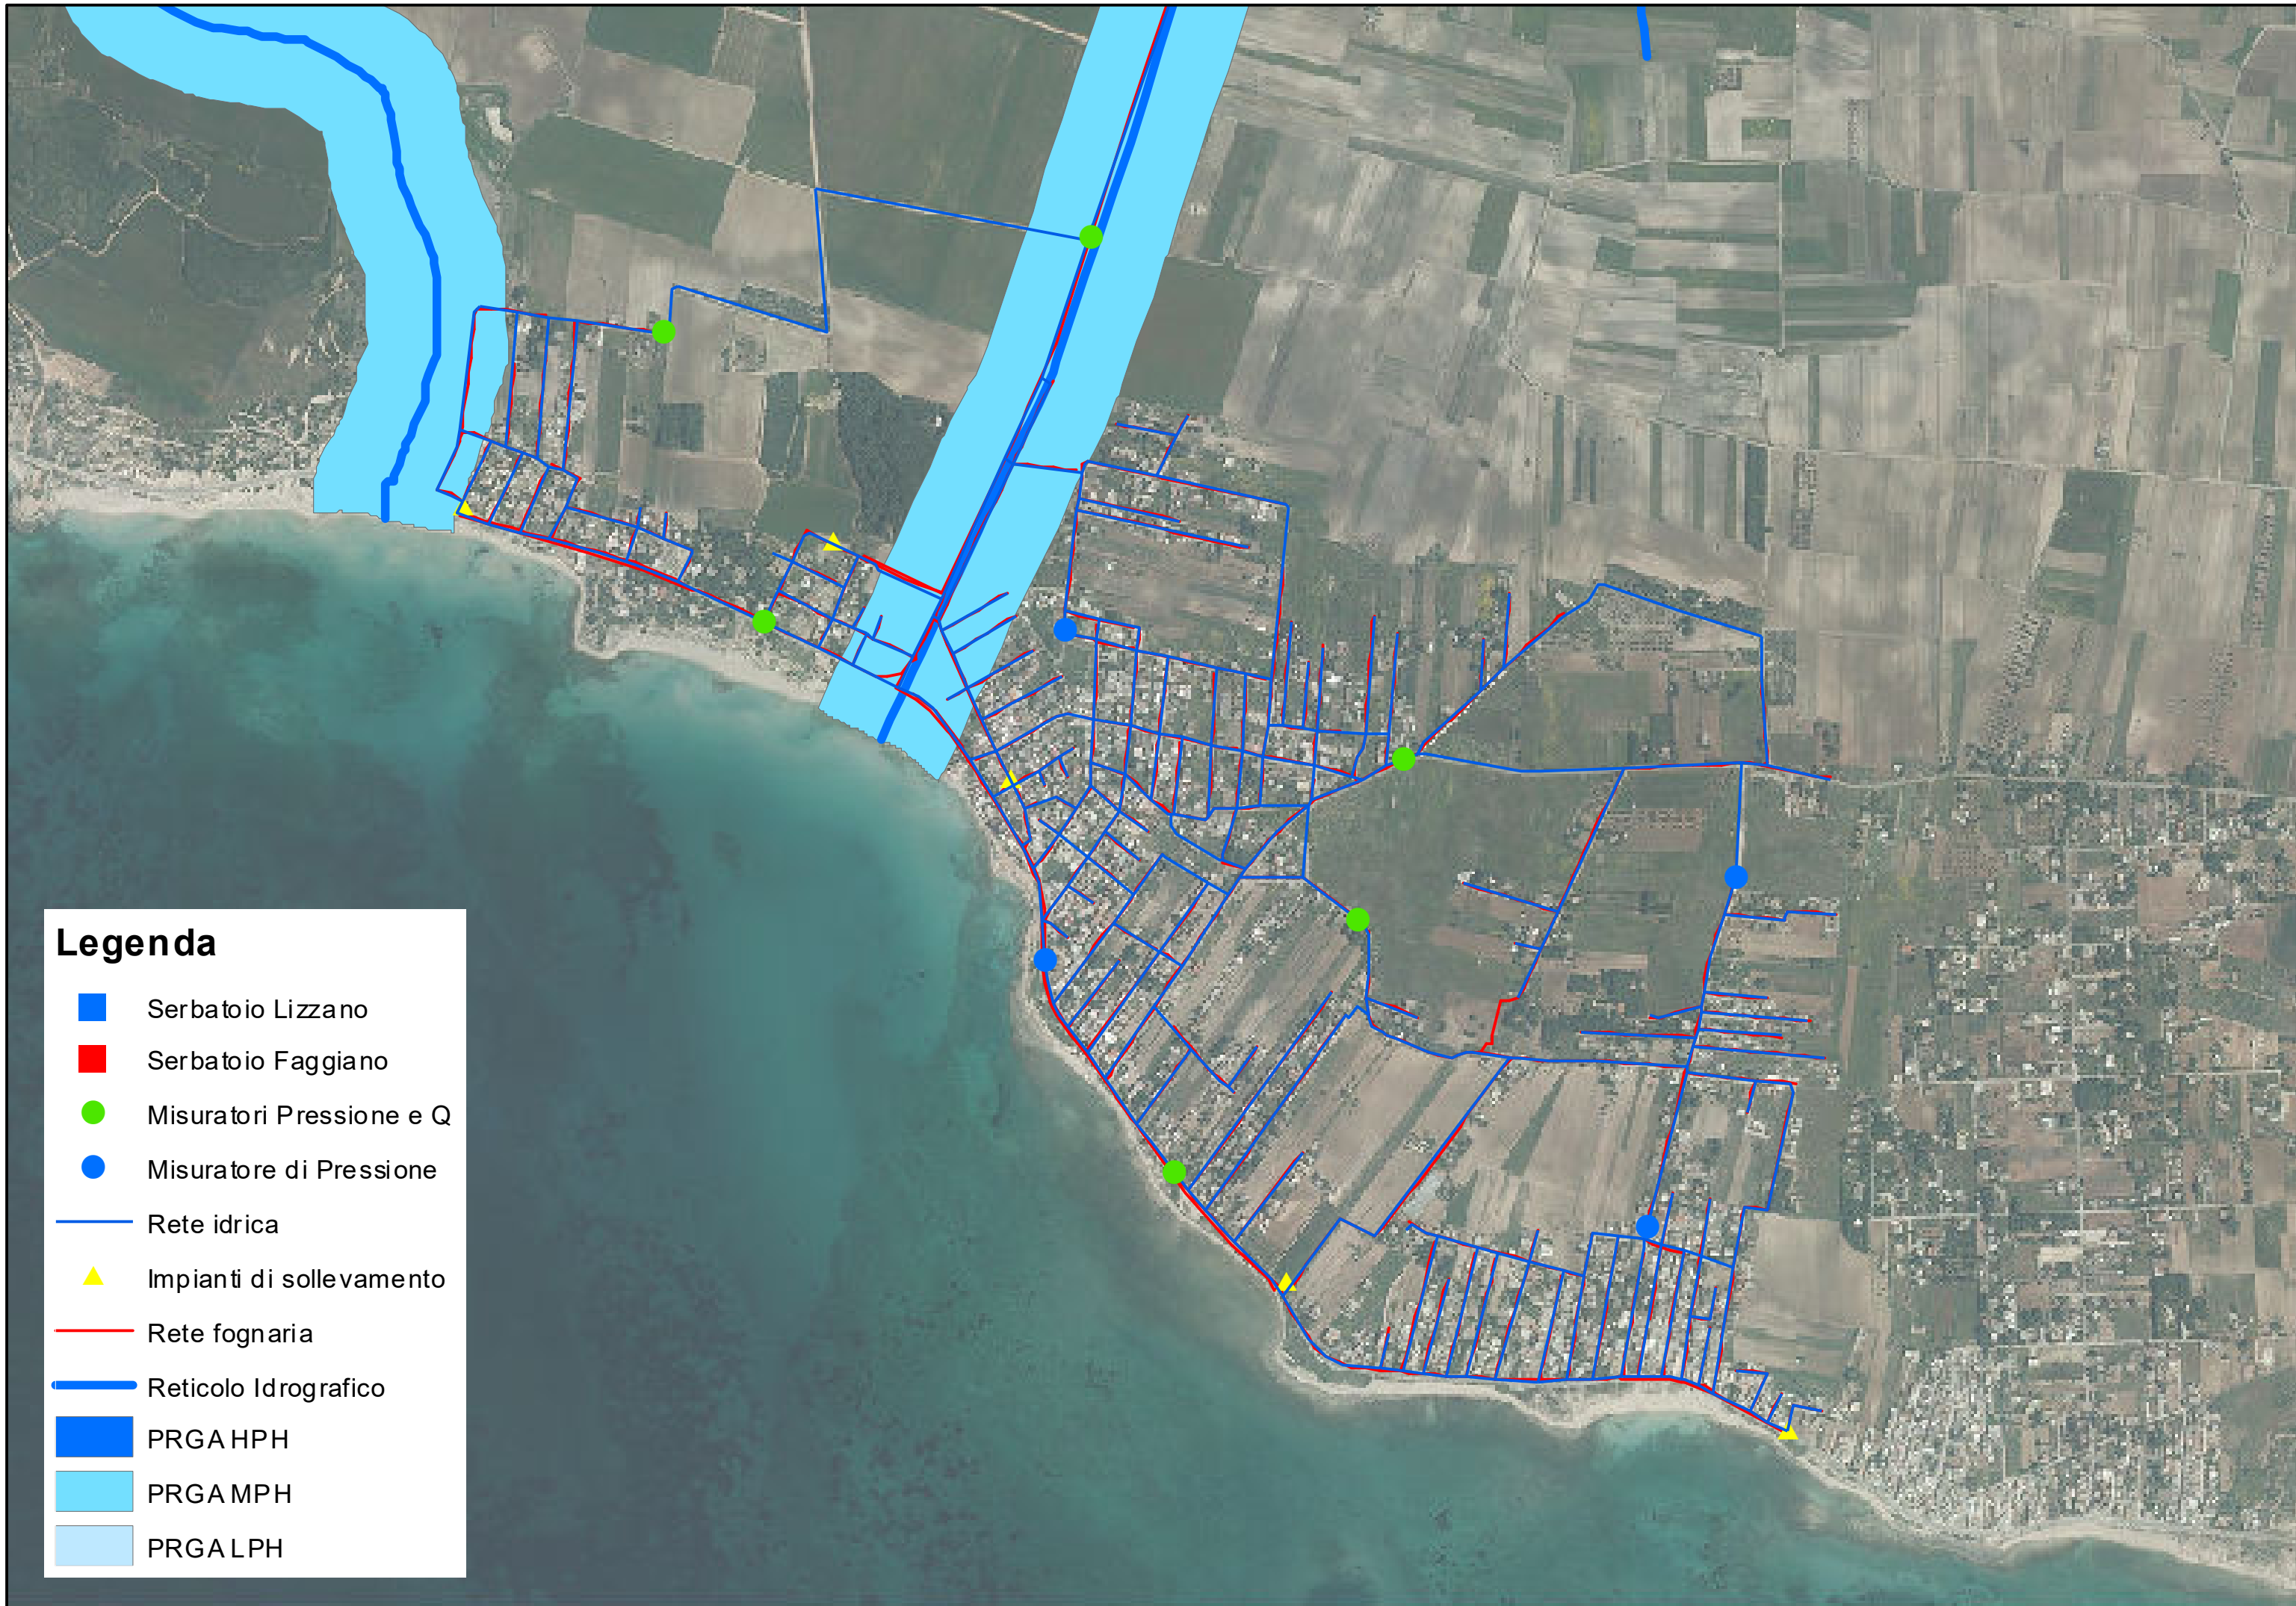 Legenda
Serbatoio Lizzano
Serbatoio Faggiano
Misuratori Pressione e Q
Misuratore di Pressione
Rete idrica
Impianti di sollevamento
Rete fognaria
Reticolo Idrografico
PRGA HPH
PRGA MPH
PRGA LPH